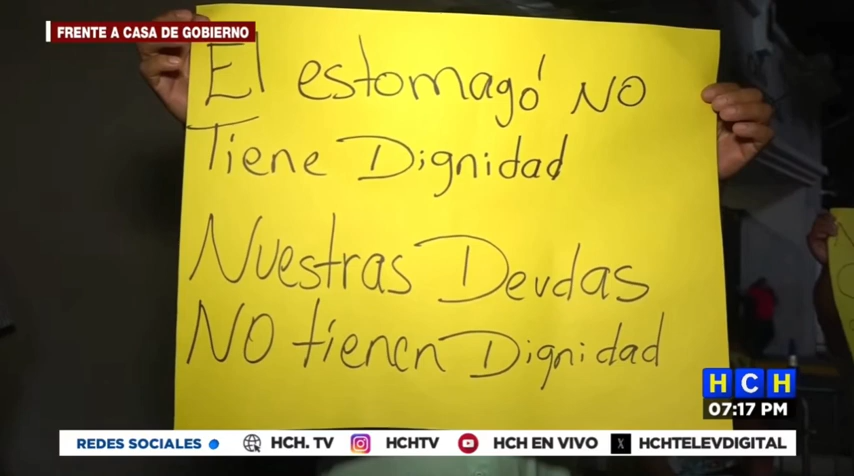 FRENTE A CASA DE GOBIERNO
El estomagó NO
Tiene Dignidad
Nuestras Deudas
NO tienen Dignidad
HCH
07:17 PM
REDES SOCIALES HCH. TV HCHTV HCH EN VIVO X HCHTELEVDIGITAL